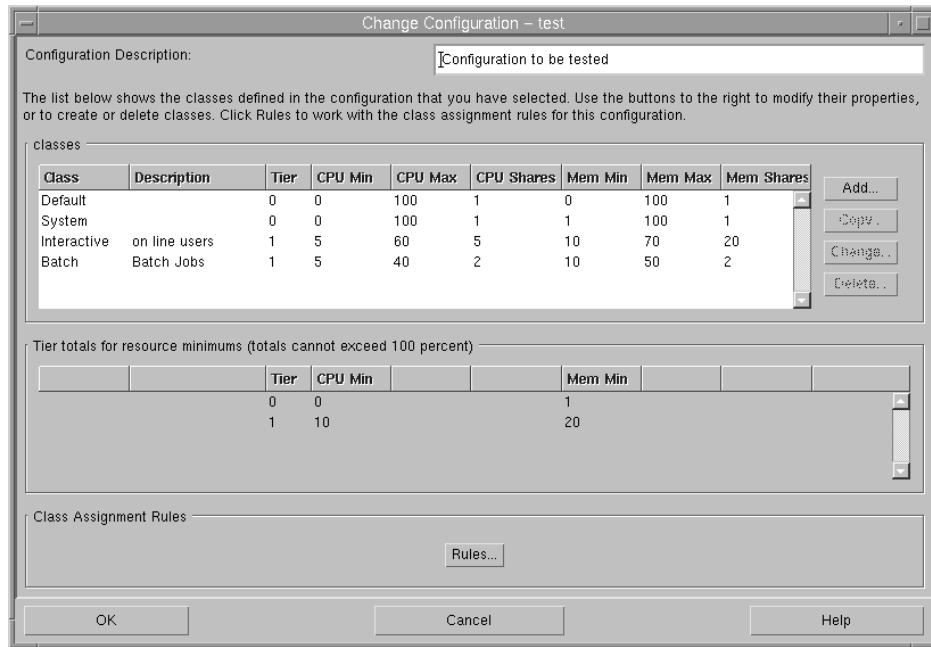 Change Configuration – test
Configuration Description:
Configuration to be tested
The list below shows the classes defined in the configuration that you have selected. Use the buttons to the right to modify their properties,
or to create or delete classes. Click Rules to work with the class assignment rules for this configuration.
classes
Class Description Tier CPU Min CPU Max CPU Shares Mem Min Mem Max Mem Shares
Default 0 0 100 1 0 100 1
System 0 0 100 1 1 100 1
Interactive on line users 1 5 60 5 10 70 20
Batch Batch Jobs 1 5 40 2 10 50 2
Add...
Copy..
Change..
Delete..
Tier totals for resource minimums (totals cannot exceed 100 percent)
Tier CPU Min Mem Min
0 0 1
1 10 20
Class Assignment Rules
Rules...
OK Cancel Help